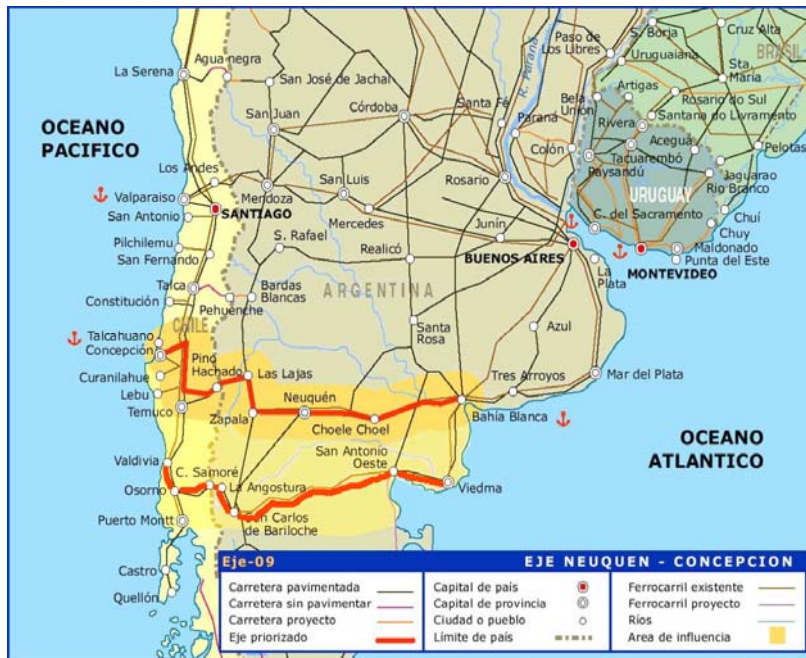 Paso de
Los Libres
S. Borja
Cruz Alta
Agua negra
Uruguaiana
BRASIL
La Serena
San José de Jachal
R. Paraná
Artigas
Sta.
Maria
Bela
Unión
Rosario do Sul
Santa Fé
Córdoba
San Juan
Paraná
Rivera
Santana do Livramento
OCEANO
PACIFICO
Acegua
Pelotas
Colón
Tacuarembó
Paysandú
Jaguarao
Rio Branco
Los Andes
San Luis
Rosario
Mendoza
Valparaiso
URUGUAY
San Antonio
SANTIAGO
Mercedes
Junín
C. del Sacramento
Chuí
Chuy
Pilchilemu
S. Rafael
Realicó
BUENOS AIRES
Maldonado
San Fernando
La
Plata
MONTEVIDEO
Punta del Este
Talca
Bardas
Blancas
ARGENTINA
Constitución
Pehuenche
CHILE
Santa
Rosa
Azul
Talcahuano
Concepción
Pino
Hachado
Las Lajas
Mar del Plata
Curanilahue
Neuquén
Tres Arroyos
Lebu
Temuco
Zapala
Choele Choel
Bahía Blanca
OCEANO
ATLANTICO
San Antonio
Oeste
Valdivia
C. Samoré
La Angostura
Viedma
Osorno
San Carlos
de Bariloche
Puerto Montt
Castro
Quellón
Eje-09
EJE NEUQUEN - CONCEPCION
Carretera pavimentada
Capital de país
Ferrocarril existente
Carretera sin pavimentar
Capital de provincia
Ferrocarril proyecto
Carretera proyecto
Ciudad o pueblo
Ríos
Eje priorizado
Límite de país
Area de influencia